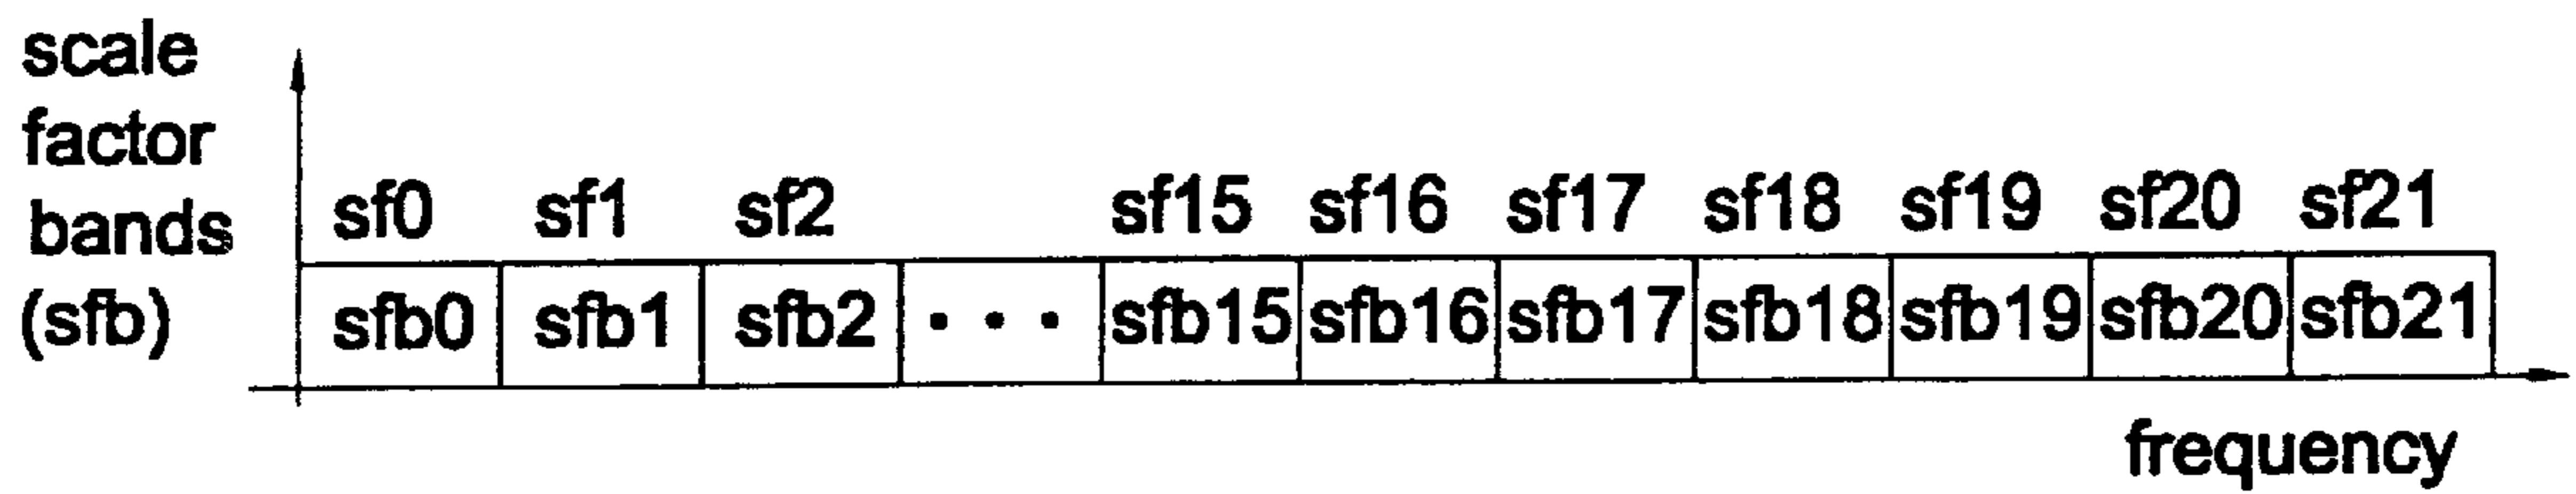 scale
factor
bands
(sfb)
sf0 sf1 sf2 sf15 sf16 sf17 sf18 sf19 sf20 sf21
sfb0 sfb1 sfb2 • • • sfb15 sfb16 sfb17 sfb18 sfb19 sfb20 sfb21
frequency